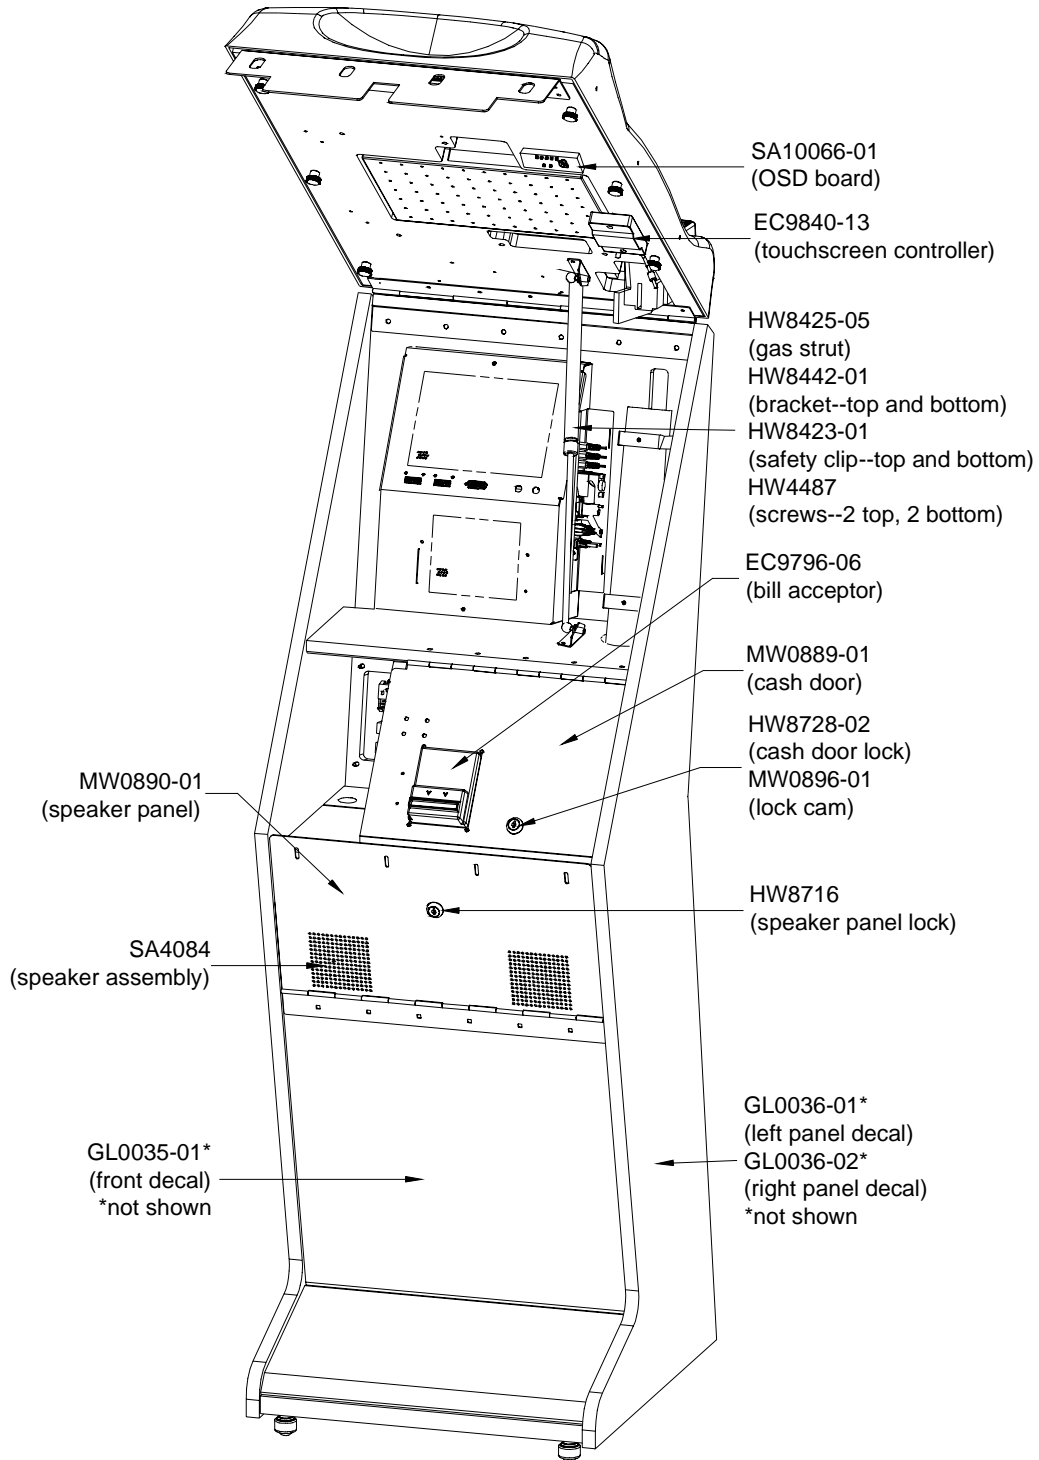 SA10066-01
(OSD board)
EC9840-13
(touchscreen controller)
HW8425-05
(gas strut)
HW8442-01
(bracket--top and bottom)
HW8423-01
(safety clip--top and bottom)
HW4487
(screws--2 top, 2 bottom)
EC9796-06
(bill acceptor)
MW0889-01
(cash door)
HW8728-02
(cash door lock)
MW0896-01
(lock cam)
MW0890-01
(speaker panel)
HW8716
(speaker panel lock)
SA4084
(speaker assembly)
GL0036-01*
(left panel decal)
GL0036-02*
(right panel decal)
*not shown
GL0035-01*
(front decal)
*not shown